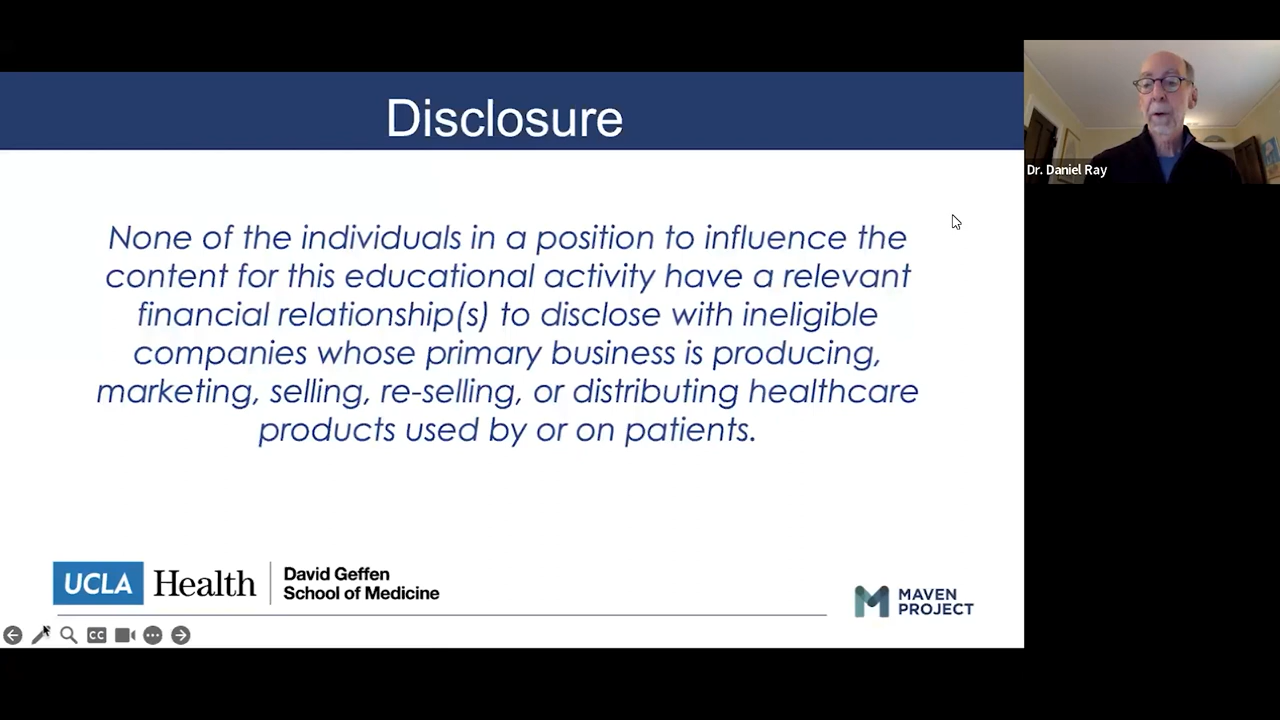 Disclosure
Dr. Daniel Ray
None of the individuals in a position to influence the
content for this educational activity have a relevant
financial relationship(s) to disclose with ineligible
companies whose primary business is producing,
marketing, selling, re-selling, or distributing healthcare
products used by or on patients.
UCLA Health
David Geffen
School of Medicine
MAVEN
PROJECT
CC